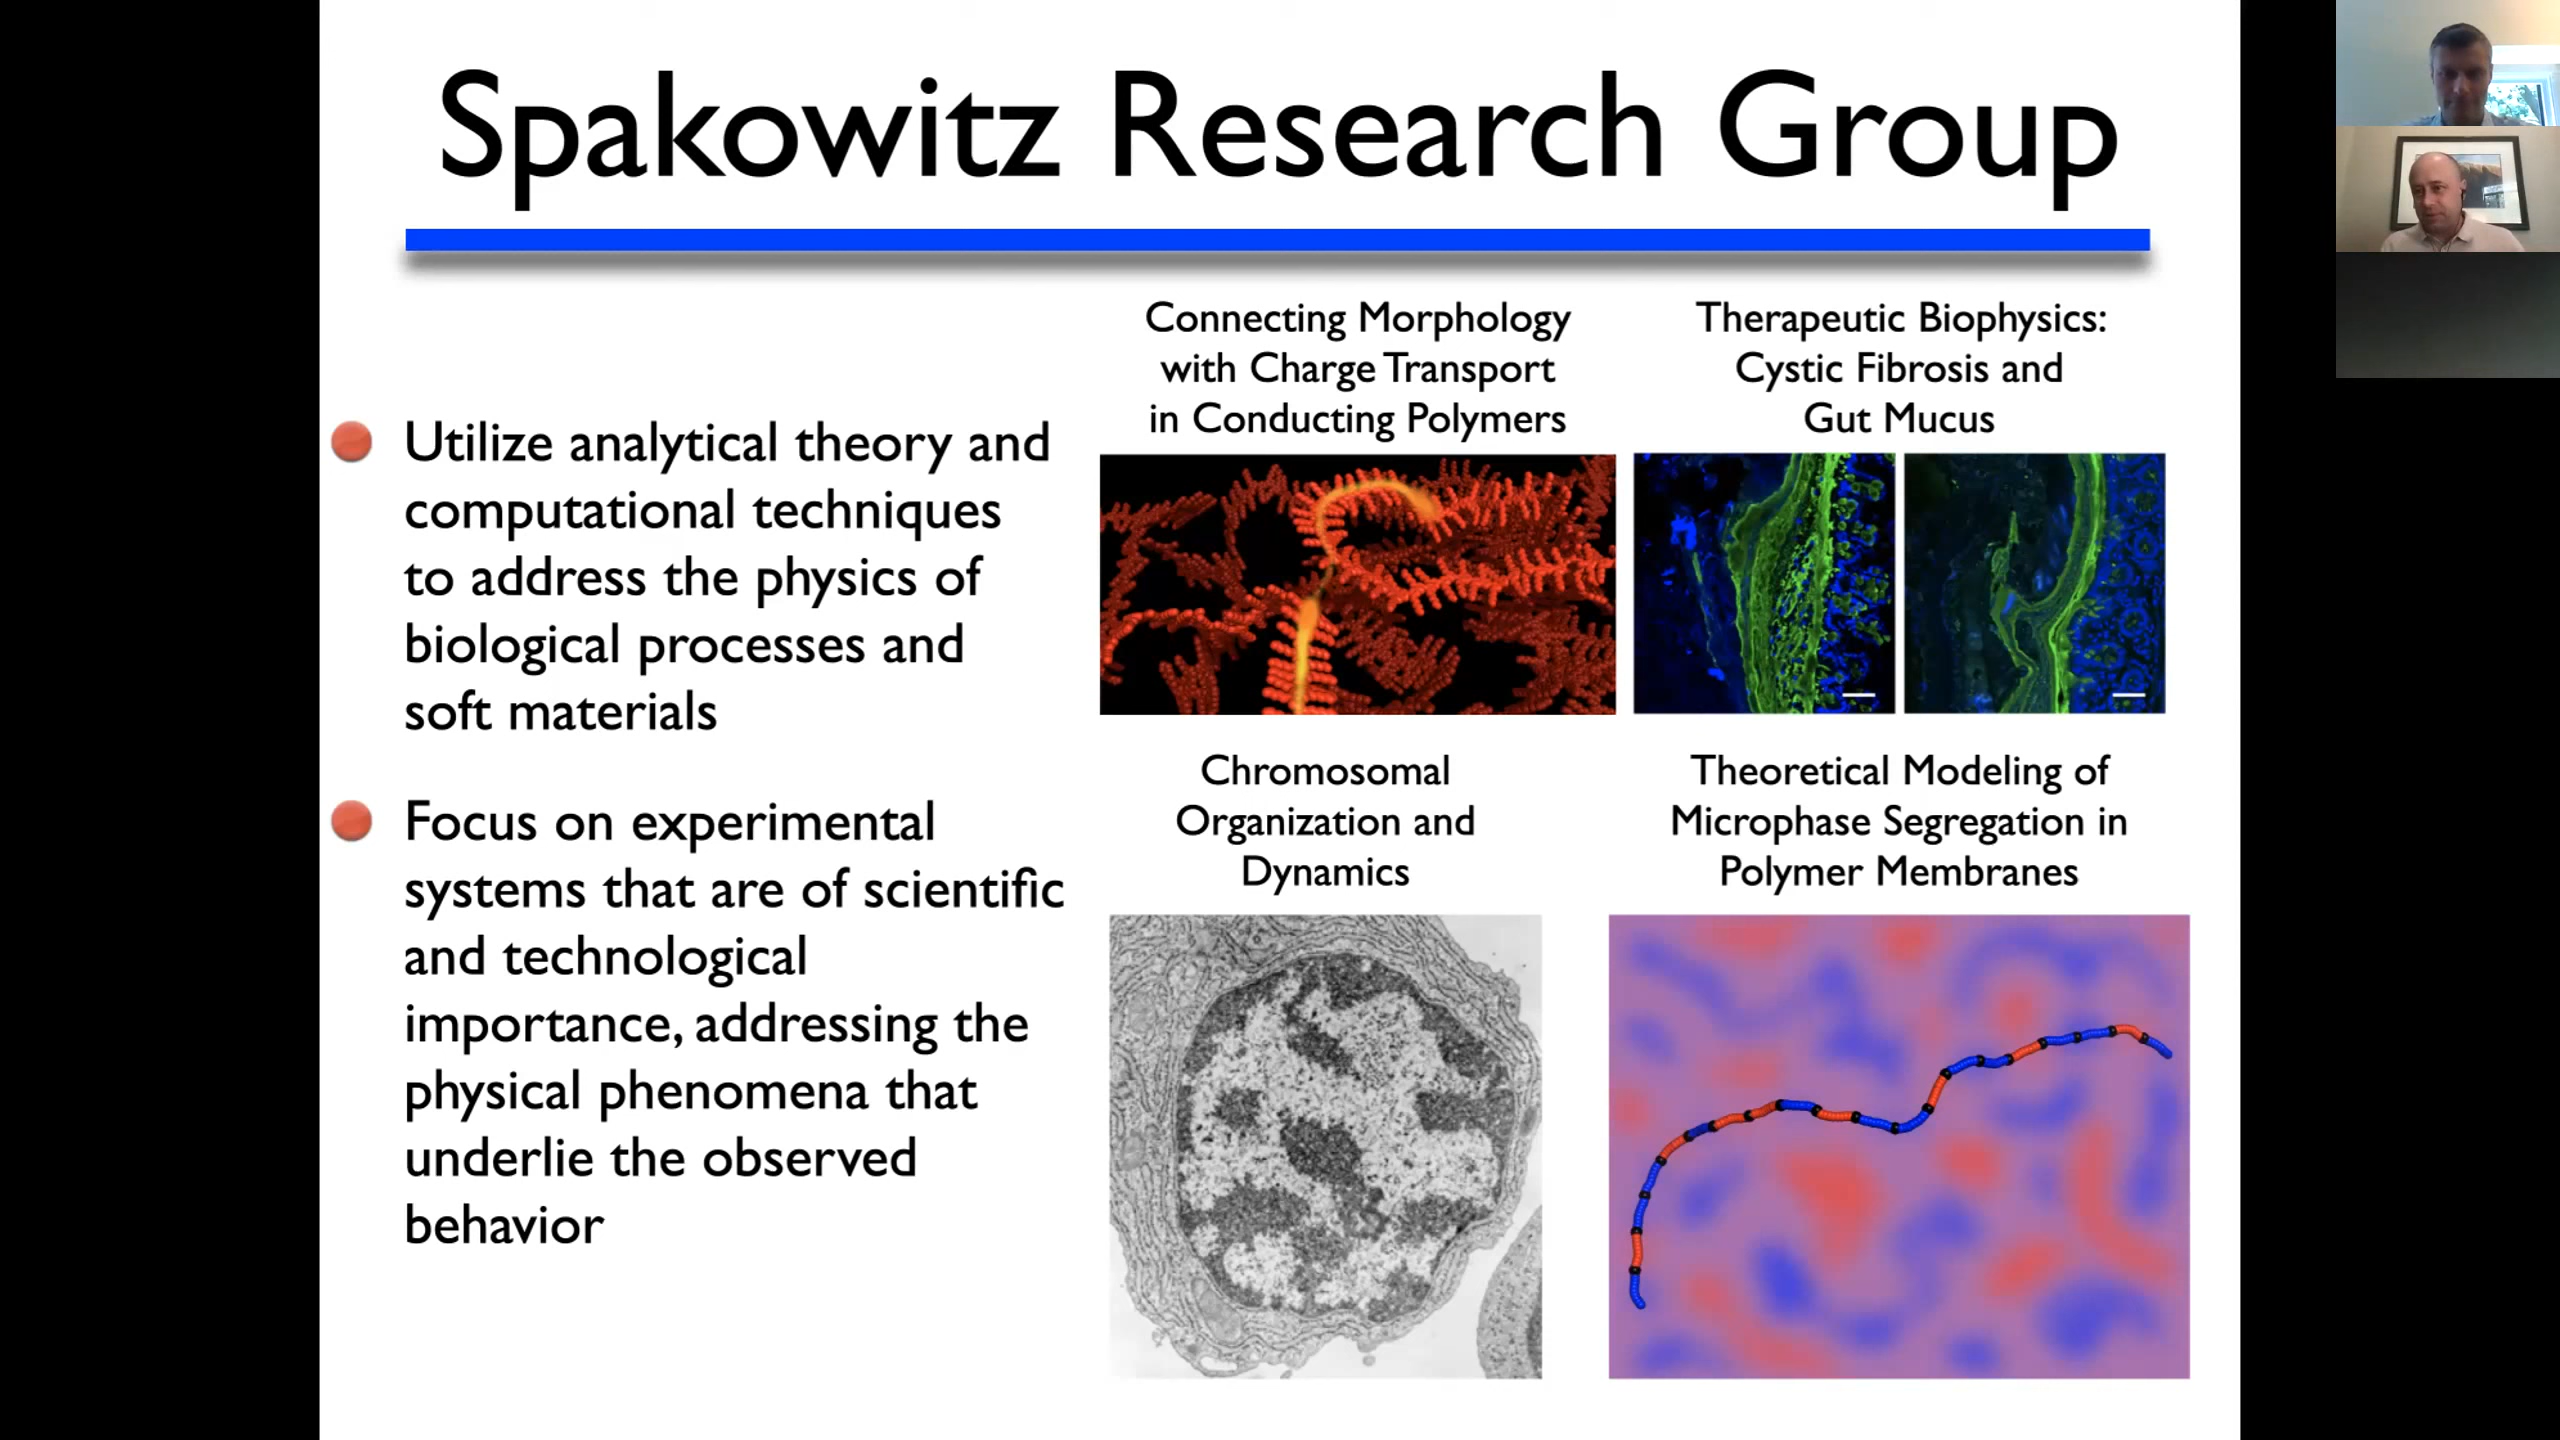 Spakowitz Research Group
Utilize analytical theory and
computational techniques
to address the physics of
biological processes and
soft materials
Focus on experimental
systems that are of scientific
and technological
importance, addressing the
physical phenomena that
underlie the observed
behavior
Connecting Morphology
with Charge Transport
in Conducting Polymers
Therapeutic Biophysics:
Cystic Fibrosis and
Gut Mucus
Chromosomal
Organization and
Dynamics
Theoretical Modeling of
Microphase Segregation in
Polymer Membranes